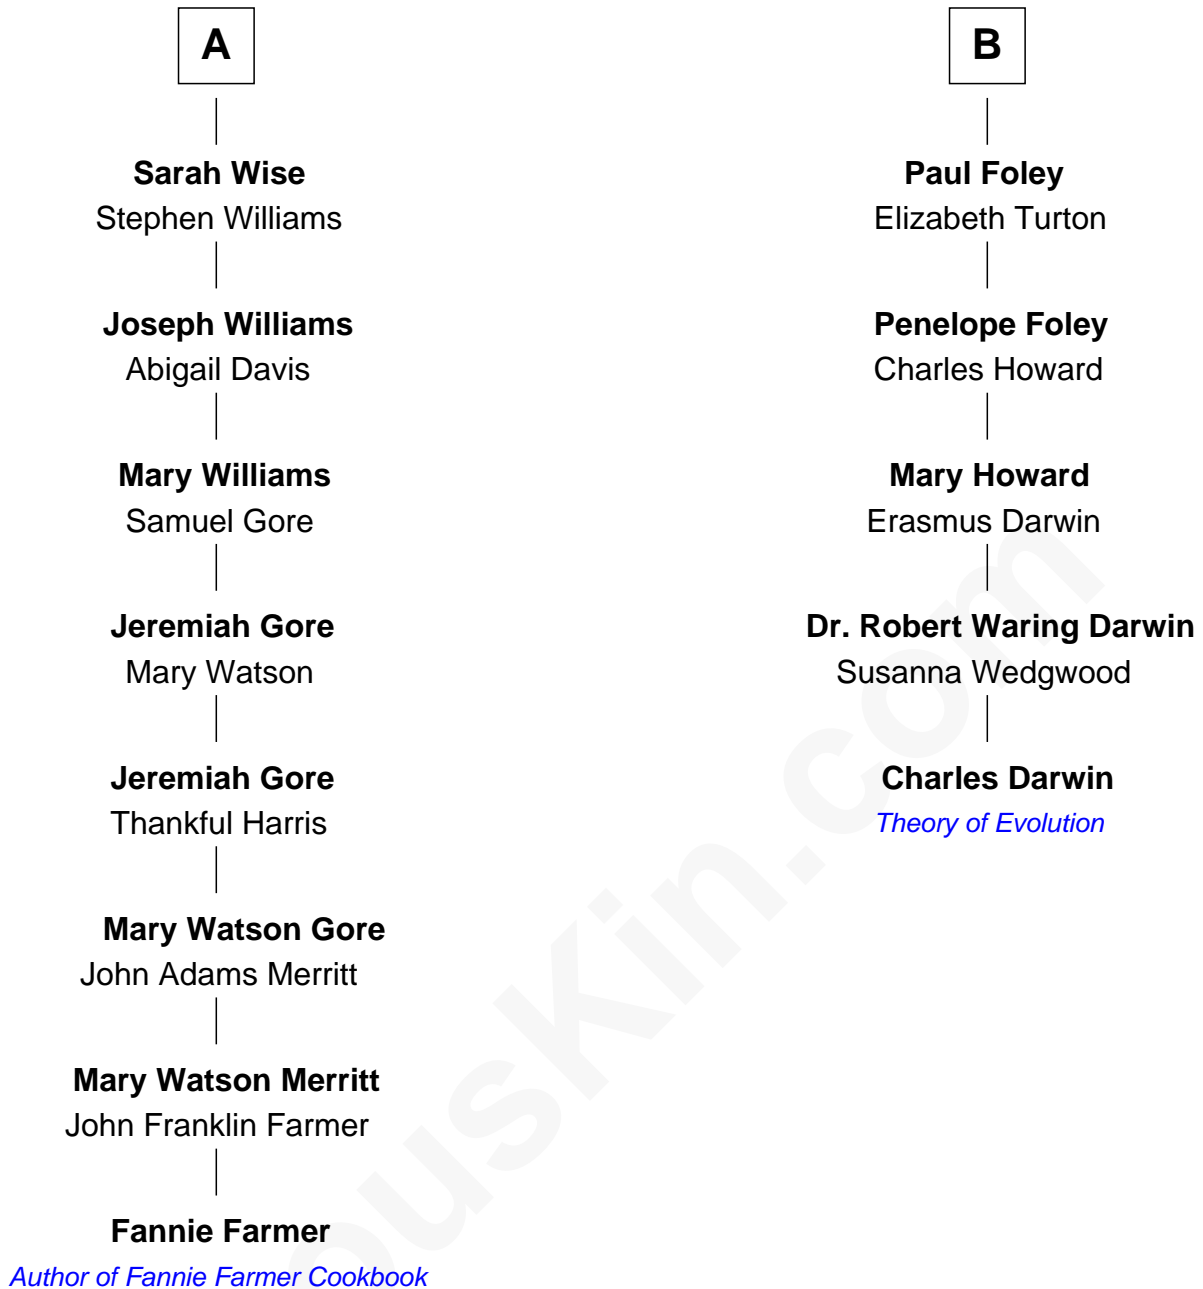 A
Sarah Wise
Stephen Williams
Joseph Williams
Abigail Davis
Mary Williams
Samuel Gore
Jeremiah Gore
Mary Watson
Jeremiah Gore
Thankful Harris
Mary Watson Gore
John Adams Merritt
Mary Watson Merritt
John Franklin Farmer
Fannie Farmer
Author of Fannie Farmer Cookbook
B
Paul Foley
Elizabeth Turton
Penelope Foley
Charles Howard
Mary Howard
Erasmus Darwin
Dr. Robert Waring Darwin
Susanna Wedgwood
Charles Darwin
Theory of Evolution
ousKin.com